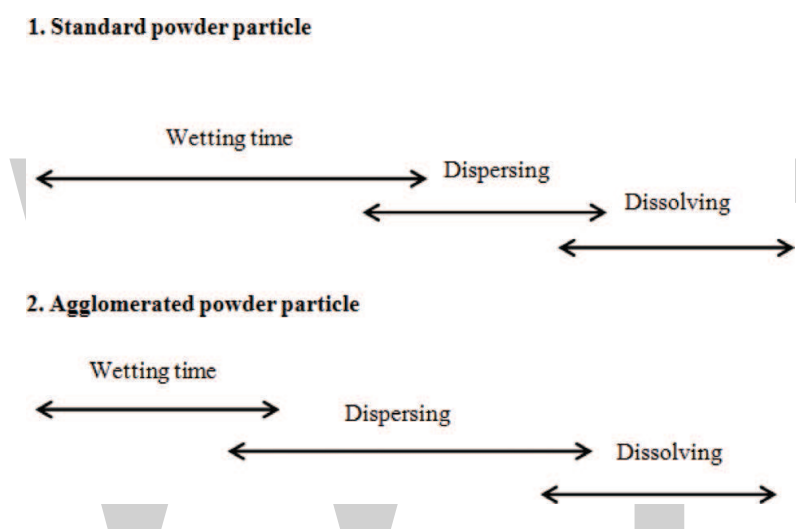 1. Standard powder particle
Wetting time
Dispersing
Dissolving
2. Agglomerated powder particle
Wetting time
Dispersing
Dissolving